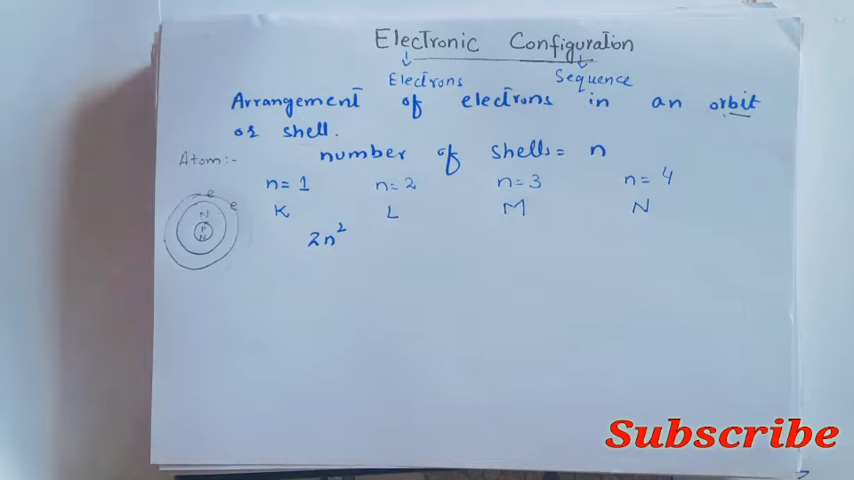 Electronic Configuration
Electrons Sequence
Arrangement of electrons in an orbit
or shell.
Atom:- number of shells = n
n = 1 n = 2 n = 3 n = 4
K L M N
2n²
e
e
N
P
N
Subscribe